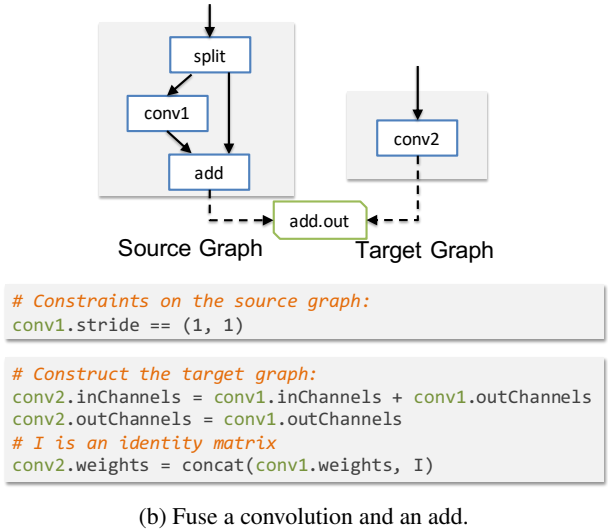 split
conv1
conv2
add
add.out
Source Graph
Target Graph
# Constraints on the source graph:
conv1.stride == (1, 1)
# Construct the target graph:
conv2.inChannels = conv1.inChannels + conv1.outChannels
conv2.outChannels = conv1.outChannels
# I is an identity matrix
conv2.weights = concat(conv1.weights, I)
(b) Fuse a convolution and an add.